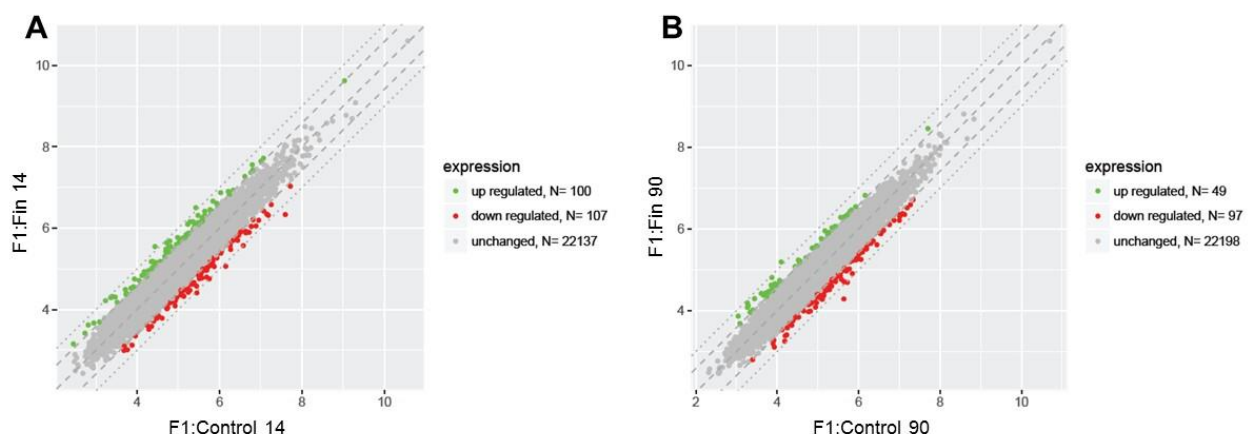 A
B
F1:Fin 14
10
8
6
4
4
6
8
10
F1:Control 14
expression
up regulated, N= 100
down regulated, N= 107
unchanged, N= 22137
F1:Fin 90
10
8
6
4
2
4
6
8
10
F1:Control 90
expression
up regulated, N= 49
down regulated, N= 97
unchanged, N= 22198